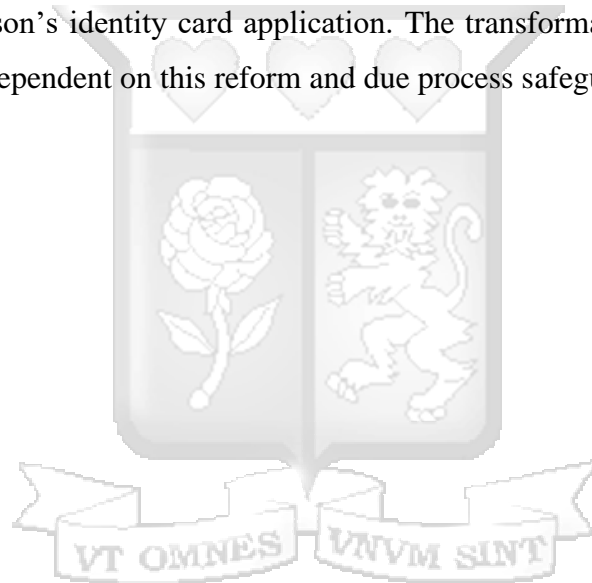 son’s identity card application. The transforma
ependent on this reform and due process safegu
VT OMNES VNVM SINT